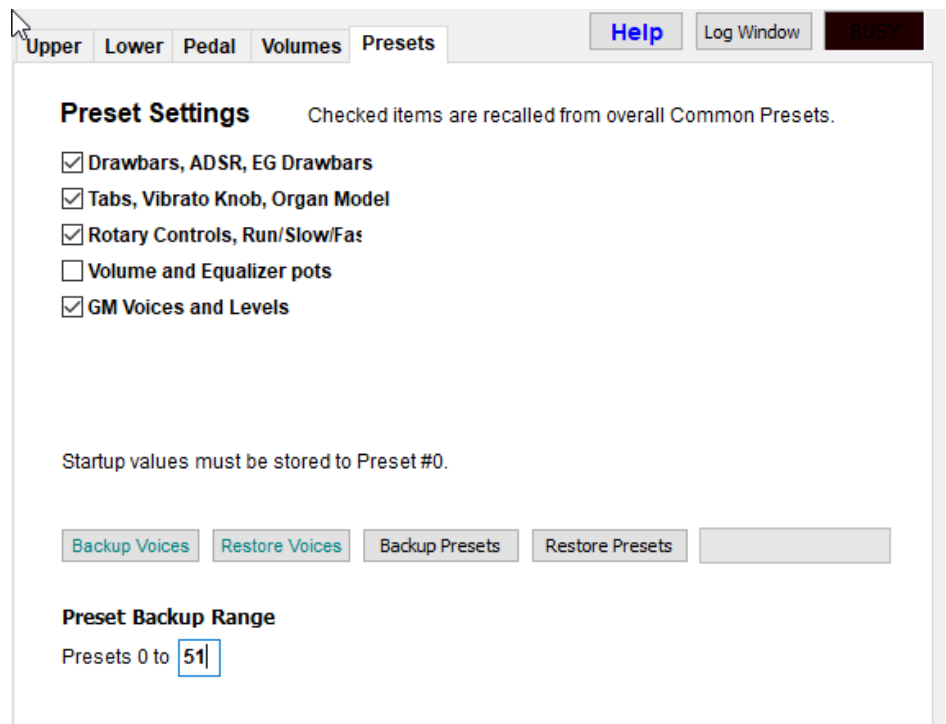 Upper Lower Pedal Volumes Presets Help Log Window BUSY
Preset Settings Checked items are recalled from overall Common Presets.
Drawbars, ADSR, EG Drawbars
Tabs, Vibrato Knob, Organ Model
Rotary Controls, Run/Slow/Fas
Volume and Equalizer pots
GM Voices and Levels
Startup values must be stored to Preset #0.
Backup Voices Restore Voices Backup Presets Restore Presets
Preset Backup Range
Presets 0 to 51